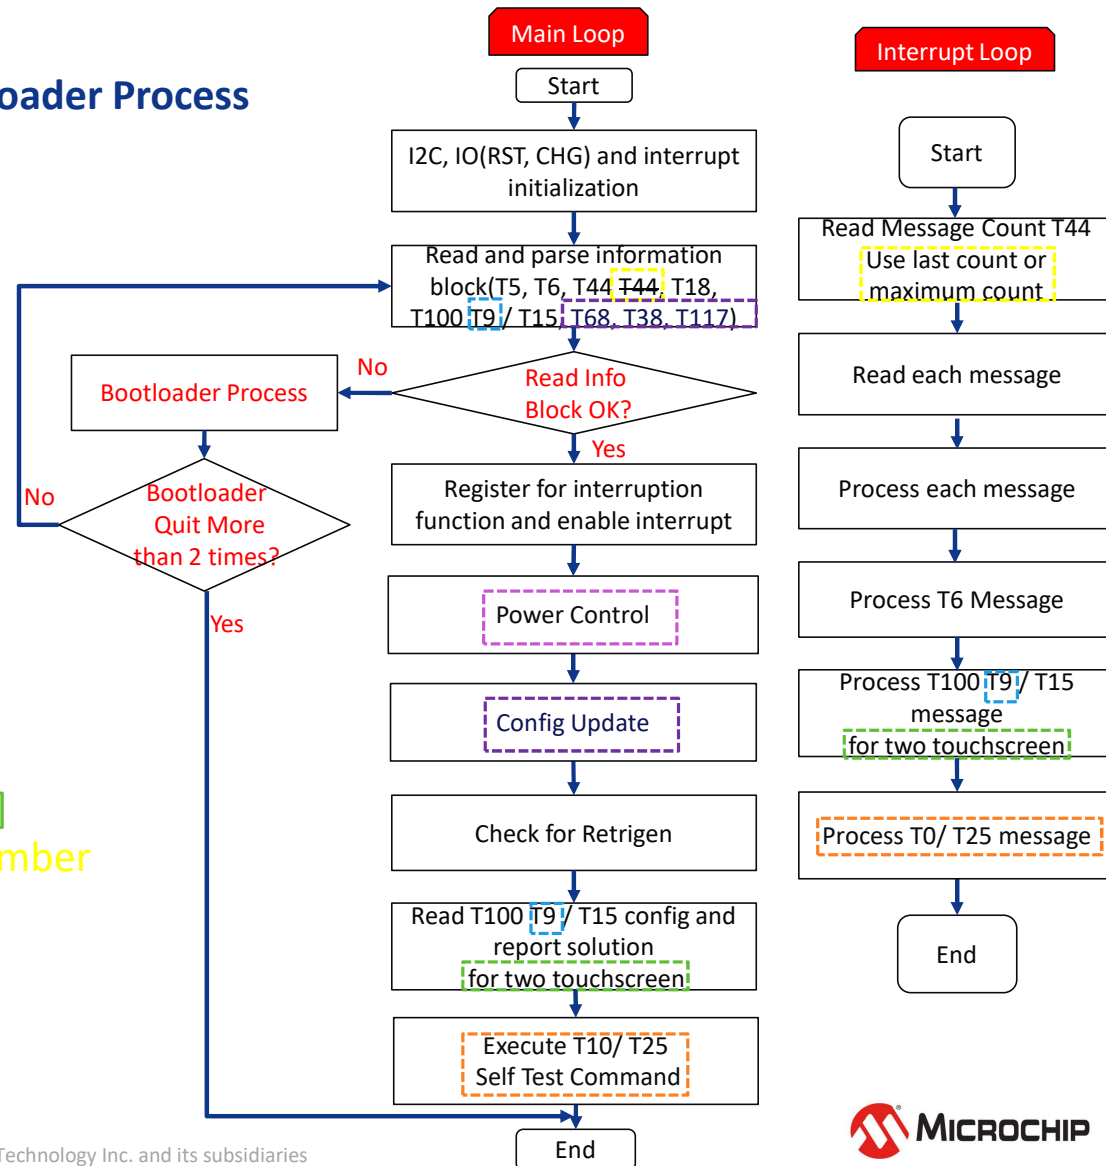 oader Process
Main Loop
Start
I2C, IO(RST, CHG) and interrupt
initialization
Read and parse information
block(T5, T6, T44 T44, T18,
T100 T9 / T15, T68, T38, T117)
Read Info
Block OK?
No
Yes
Bootloader Process
Bootloader
Quit More
than 2 times?
No
Yes
Register for interruption
function and enable interrupt
Power Control
Config Update
Check for Retrigen
Read T100 T9 / T15 config and
report solution
for two touchscreen
Execute T10/ T25
Self Test Command
End
Interrupt Loop
Start
Read Message Count T44
Use last count or
maximum count
Read each message
Process each message
Process T6 Message
Process T100 T9 / T15
message
for two touchscreen
Process T0/ T25 message
End
mber
Technology Inc. and its subsidiaries
MICROCHIP